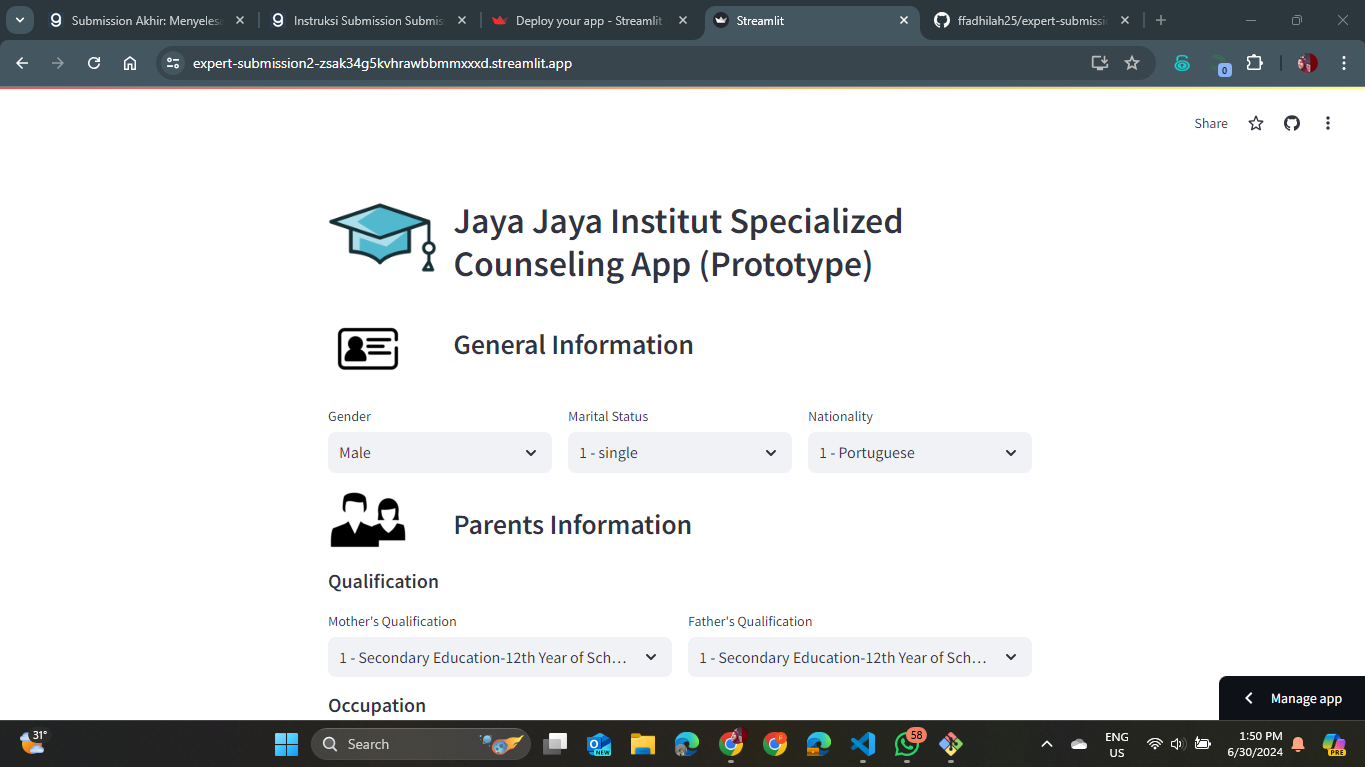 Submission Akhir: Menyelesa
Instruksi Submission Submis
Deploy your app - Streamlit
Streamlit
ffadhilah25/expert-submissio
expert-submission2-zsak34g5kvhrawbbmmxxxd.streamlit.app
0
Share
Jaya Jaya Institut Specialized
Counseling App (Prototype)
General Information
Gender
Marital Status
Nationality
Male
1 - single
1 - Portuguese
Parents Information
Qualification
Mother's Qualification
Father's Qualification
1 - Secondary Education-12th Year of Sch...
1 - Secondary Education-12th Year of Sch...
Occupation
Manage app
31°
Search
NEW
58
ENG
US
1:50 PM
6/30/2024
PRE